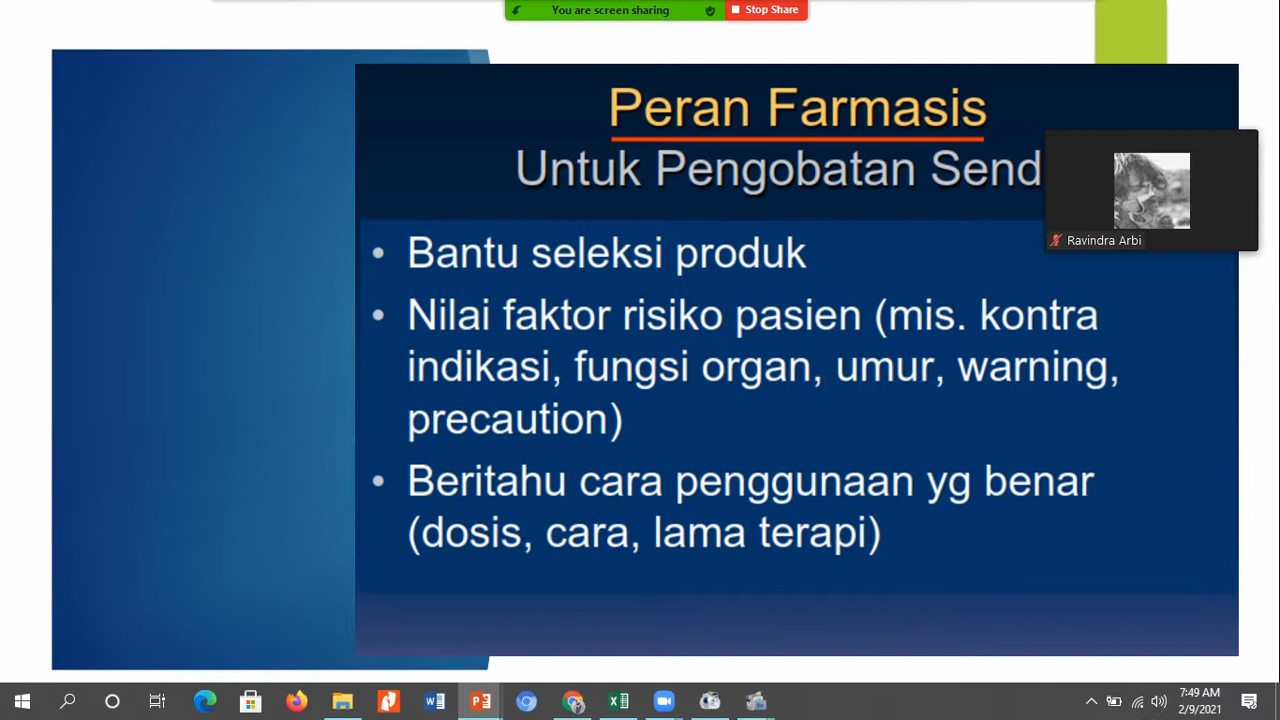 You are screen sharing
Stop Share
Peran Farmasis
Untuk Pengobatan Send
Ravindra Arbi
• Bantu seleksi produk
• Nilai faktor risiko pasien (mis. kontra
indikasi, fungsi organ, umur, warning,
precaution)
• Beritahu cara penggunaan yg benar
(dosis, cara, lama terapi)
7:49 AM
2/9/2021